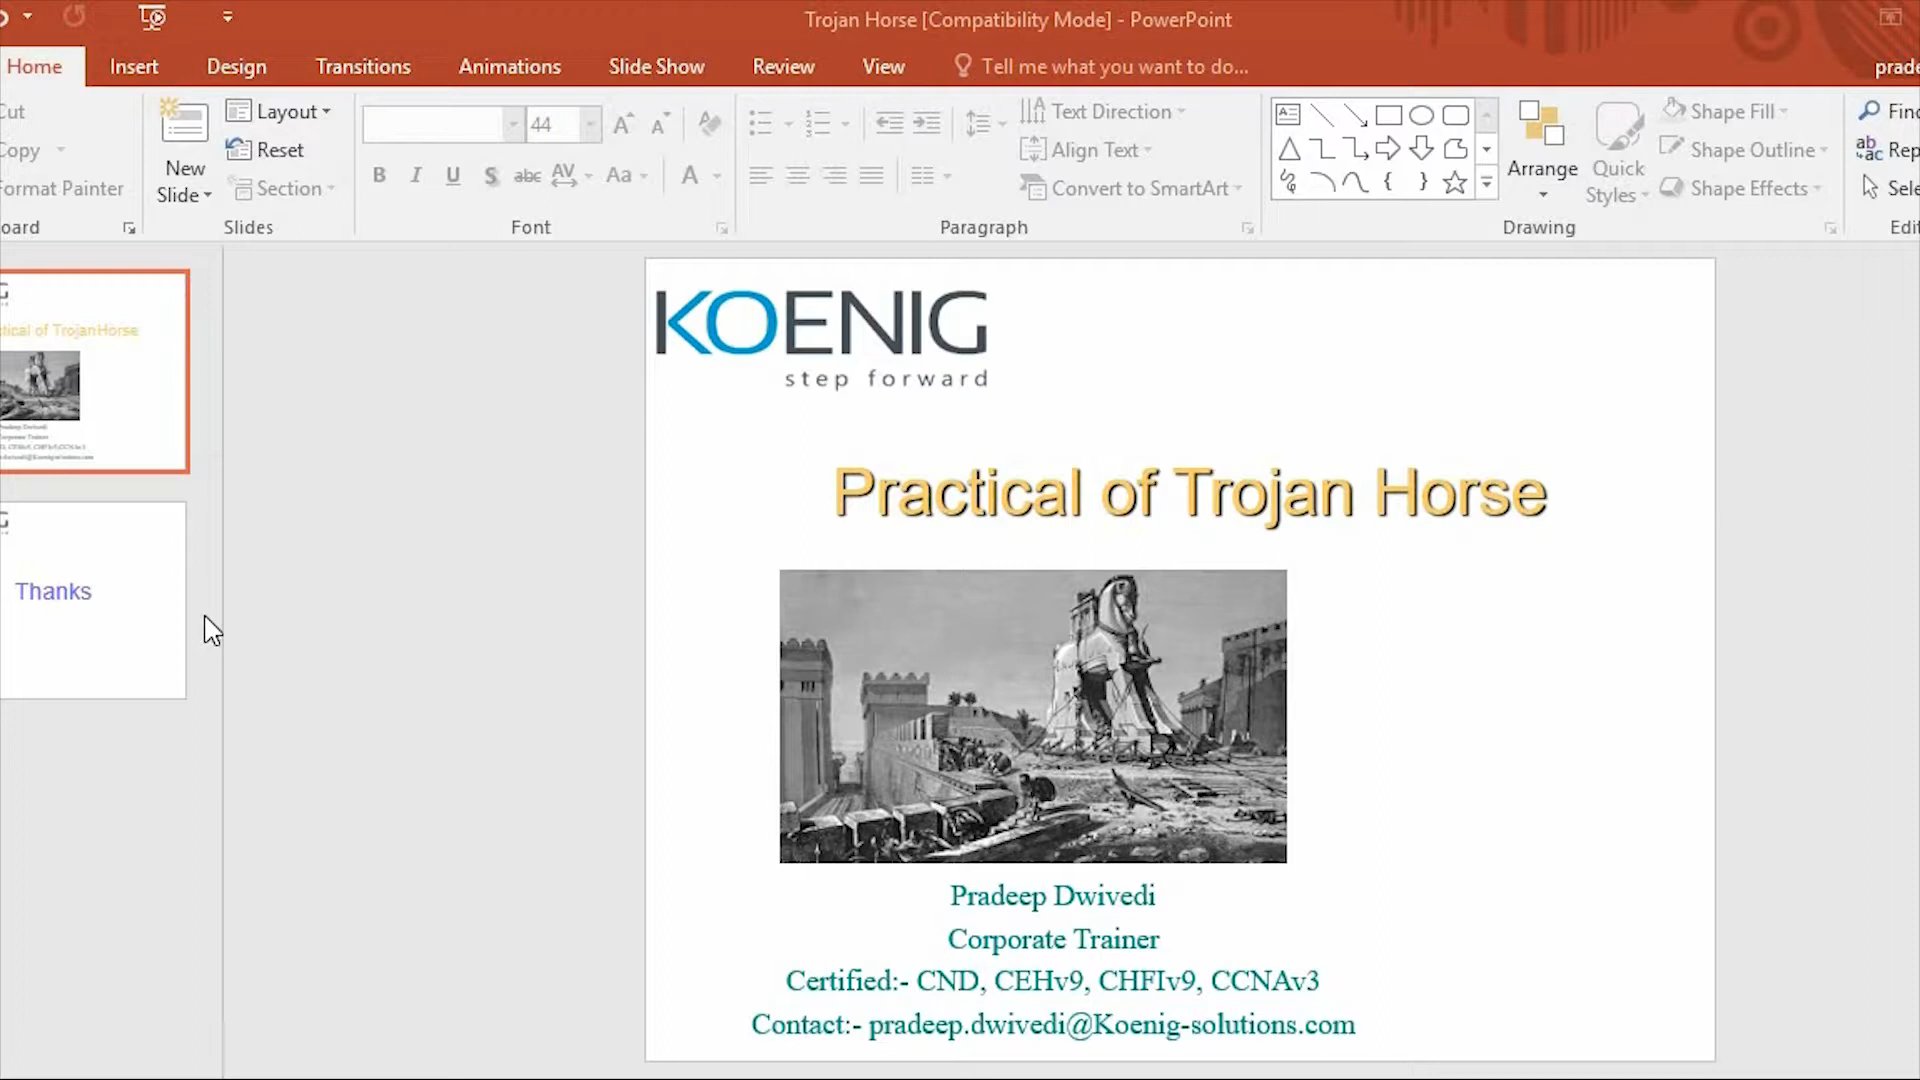 Trojan Horse [Compatibility Mode] - PowerPoint
Home Insert Design Transitions Animations Slide Show Review View Tell me what you want to do...
Layout
Reset
Section
New
Slide
Format Painter
Slides
44
B I U S abc AV Aa A
Font
Text Direction
Align Text
Convert to SmartArt
Paragraph
Arrange
Quick
Styles
Shape Fill
Shape Outline
Shape Effects
Drawing
Thanks
KOENIG
step forward
Practical of Trojan Horse
Pradeep Dwivedi
Corporate Trainer
Certified:- CND, CEHv9, CHFIv9, CCNAv3
Contact:- pradeep.dwivedi@Koenig-solutions.com